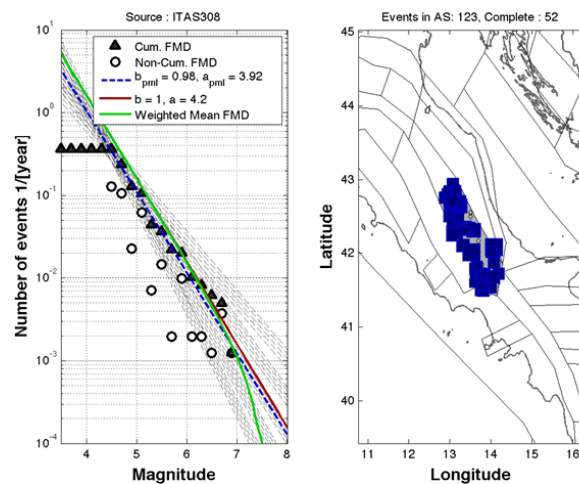 Source : ITAS308
Cum. FMD
Non-Cum. FMD
b_pml = 0.98, a_pml = 3.92
b = 1, a = 4.2
Weighted Mean FMD
Number of events 1/[year]
10^1
10^0
10^-1
10^-2
10^-3
10^-4
4
5
6
7
8
Magnitude
Events in AS: 123, Complete : 52
Latitude
45
44
43
42
41
40
11
12
13
14
15
16
Longitude